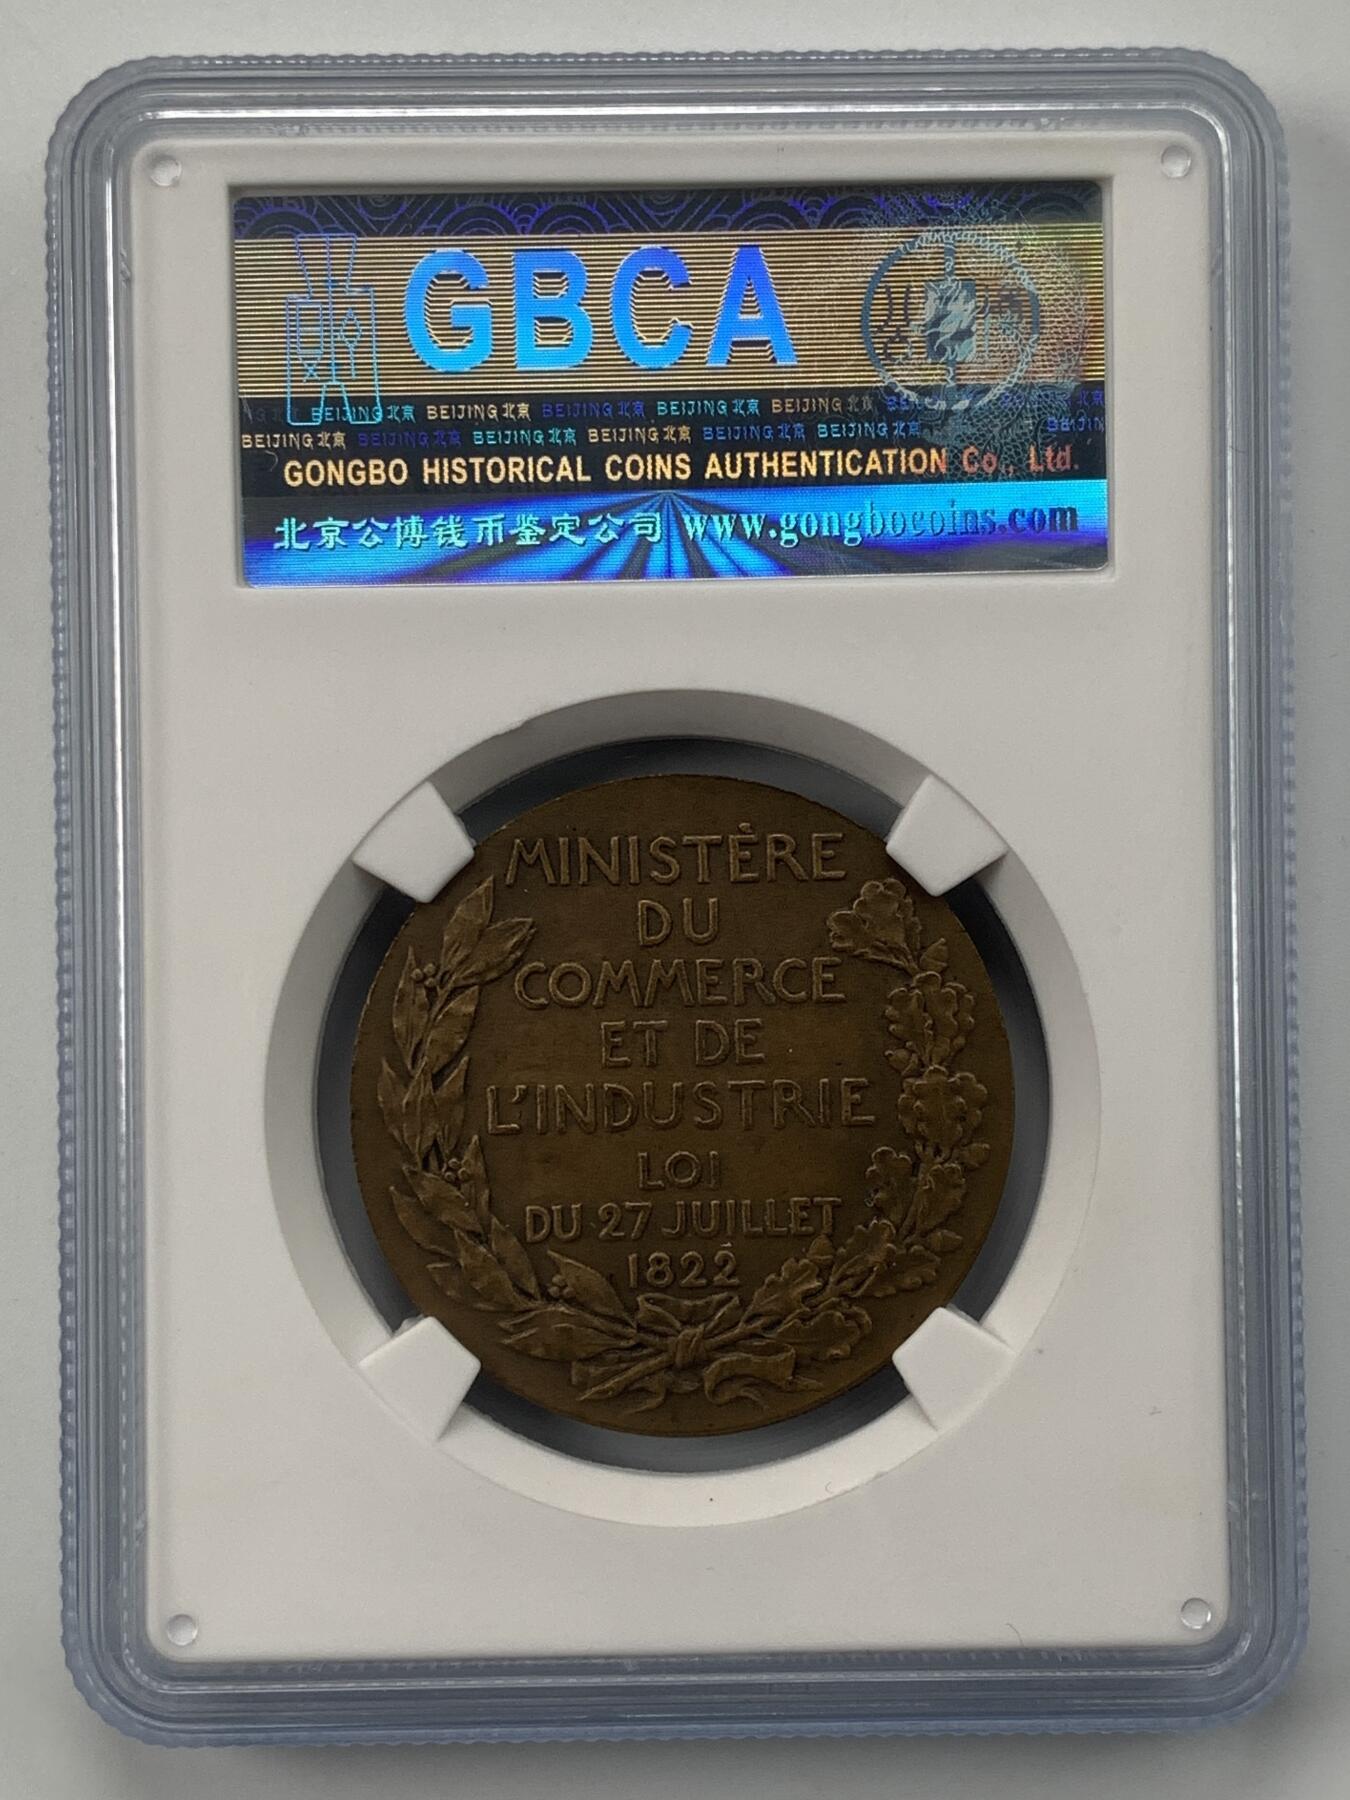 GBCA
BEIJING北京 BEIJING北京 BEIJING北京 BEIJING北京 BEIJING北京
BEIJING北京 BEIJING北京 BEIJING北京 BEIJING北京 BEIJING北京 BEIJING北京
GONGBO HISTORICAL COINS AUTHENTICATION Co., Ltd.
北京公博钱币鉴定公司 www.gongbocoins.com
MINISTÈRE
DU
COMMERCE
ET DE
L'INDUSTRIE
LOI
DU 27 JUILLET
1822